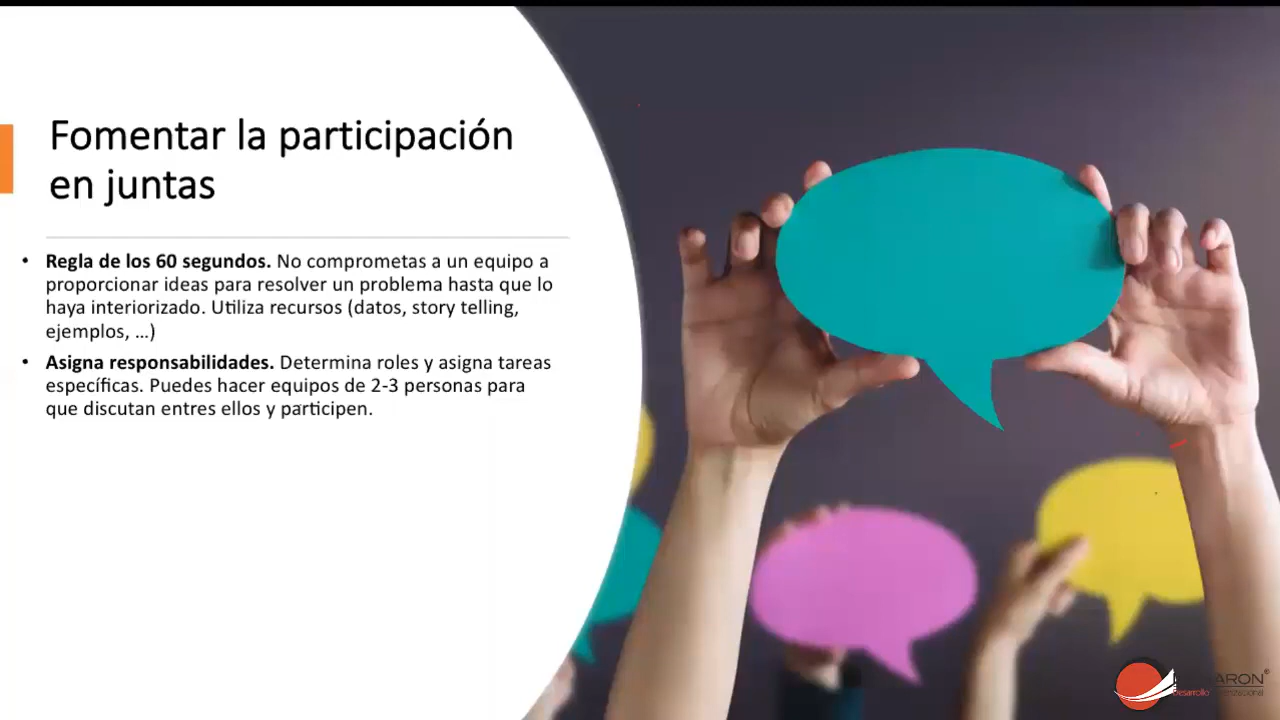 Fomentar la participación
en juntas
• Regla de los 60 segundos. No comprometas a un equipo a
proporcionar ideas para resolver un problema hasta que lo
haya interiorizado. Utiliza recursos (datos, story telling,
ejemplos, ...)
• Asigna responsabilidades. Determina roles y asigna tareas
específicas. Puedes hacer equipos de 2-3 personas para
que discutan entres ellos y participen.
Desarrollo